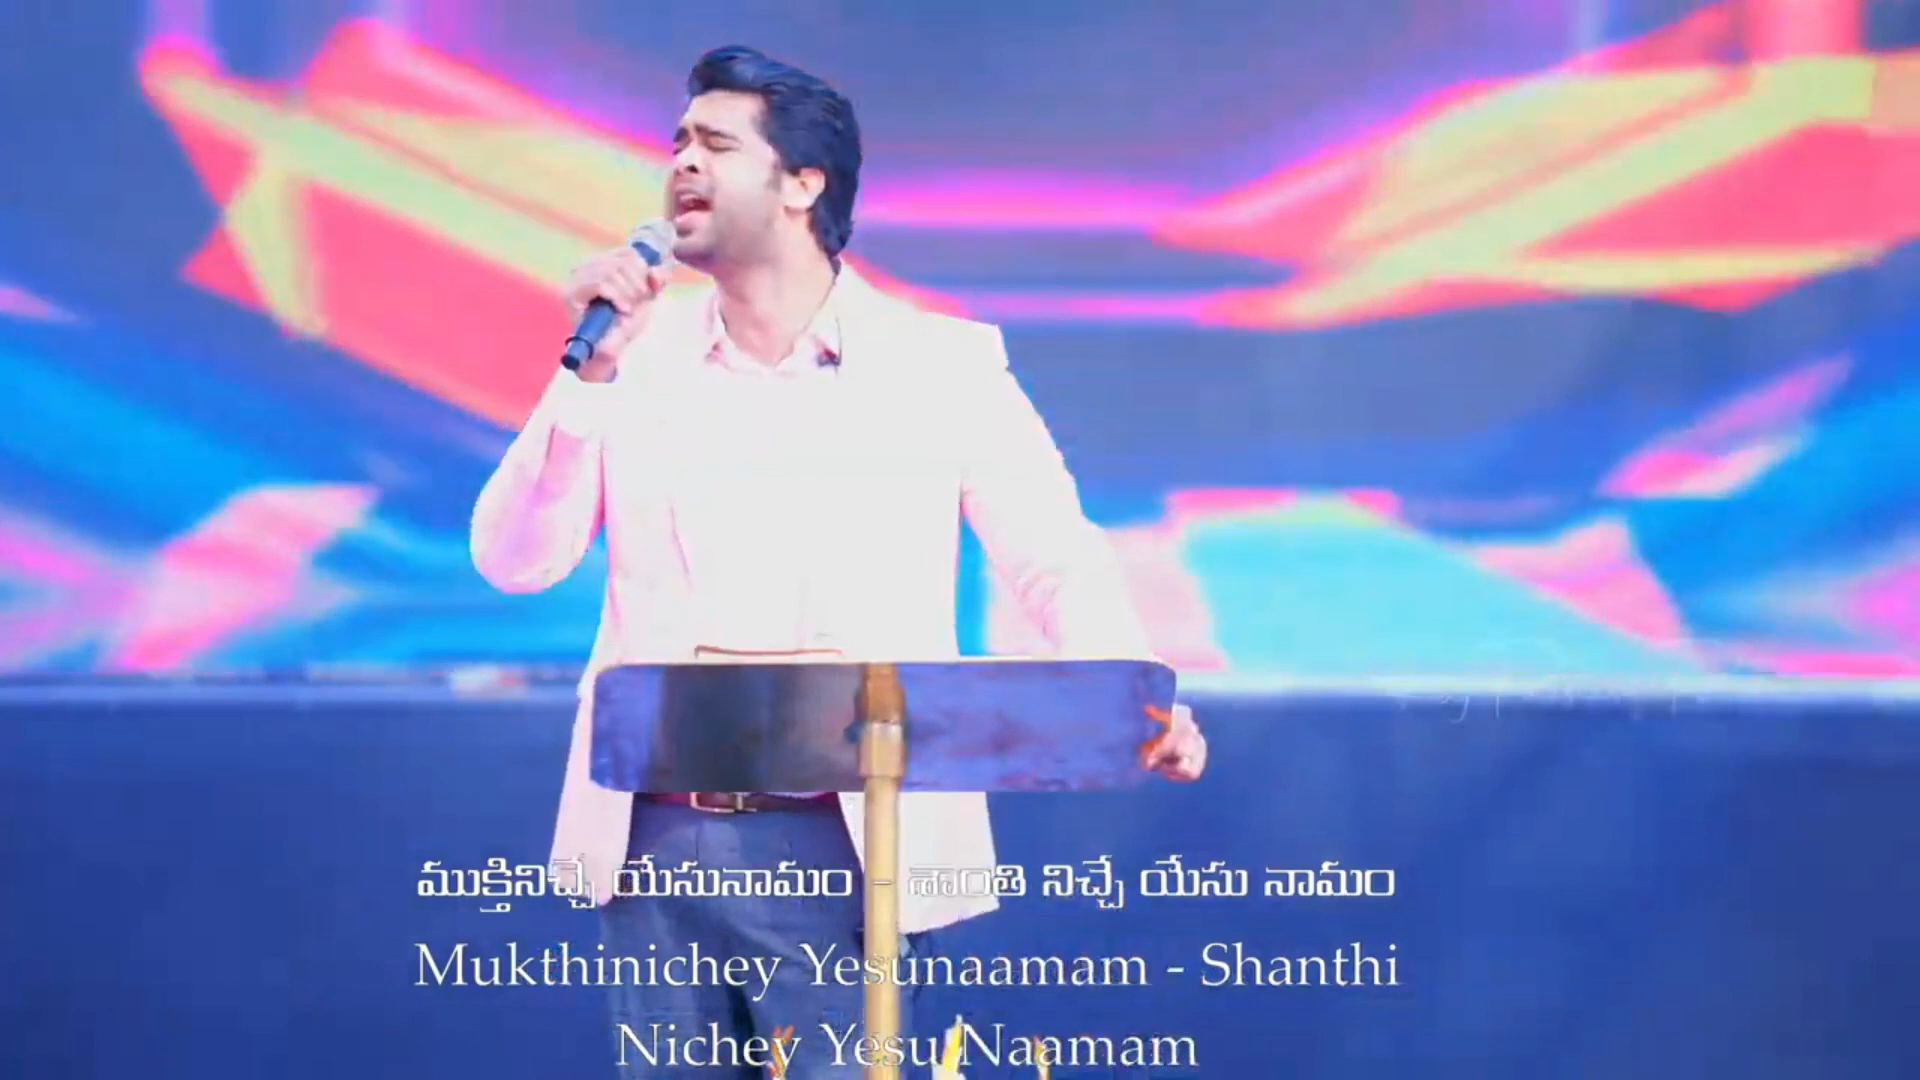 ముక్తినిచ్చే యేసునామం - శాంతి నిచ్చే యేసు నామం
Mukthinichey Yesunaamam - Shanthi
Nichey Yesu Naamam